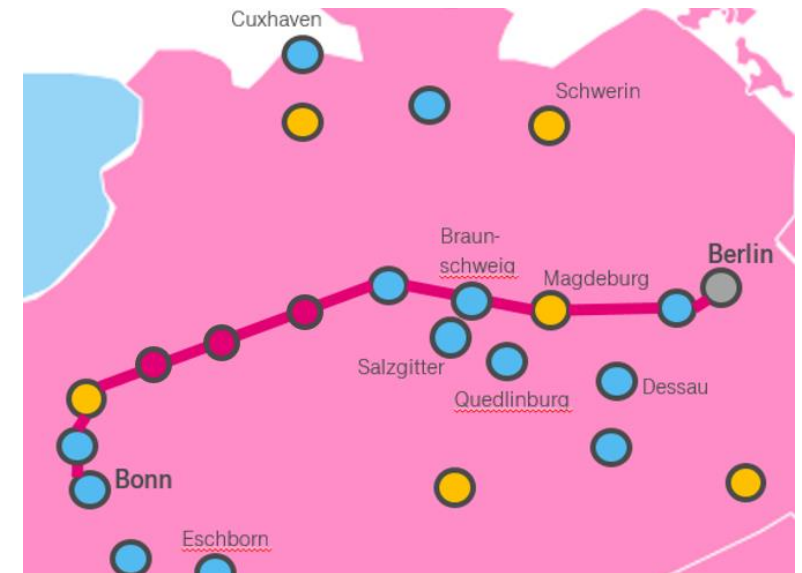 Cuxhaven
Schwerin
Braun-
schweig
Magdeburg
Berlin
Salzgitter
Quedlinburg
Dessau
Bonn
Eschborn